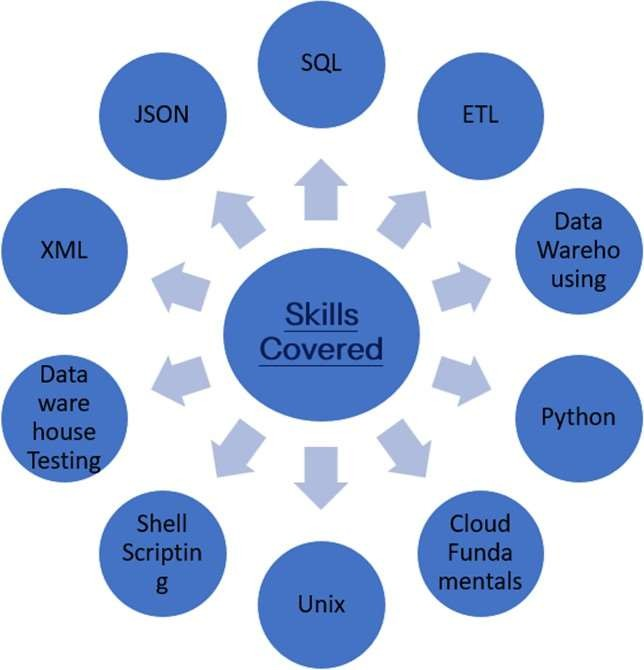 SQL
ETL
Data
Wareho
using
Python
Cloud
Funda
mentals
Unix
Shell
Scriptin
g
Data
ware
house
Testing
XML
JSON
Skills
Covered